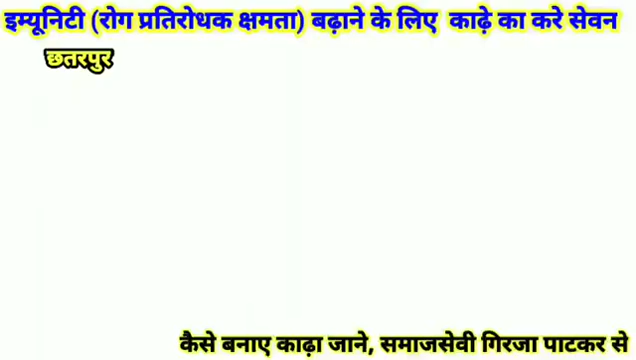 इम्यूनिटी (रोग प्रतिरोधक क्षमता) बढ़ाने के लिए काढ़े का करे सेवन
छतरपुर
कैसे बनाए काढ़ा जाने, समाजसेवी गिरजा पाटकर से